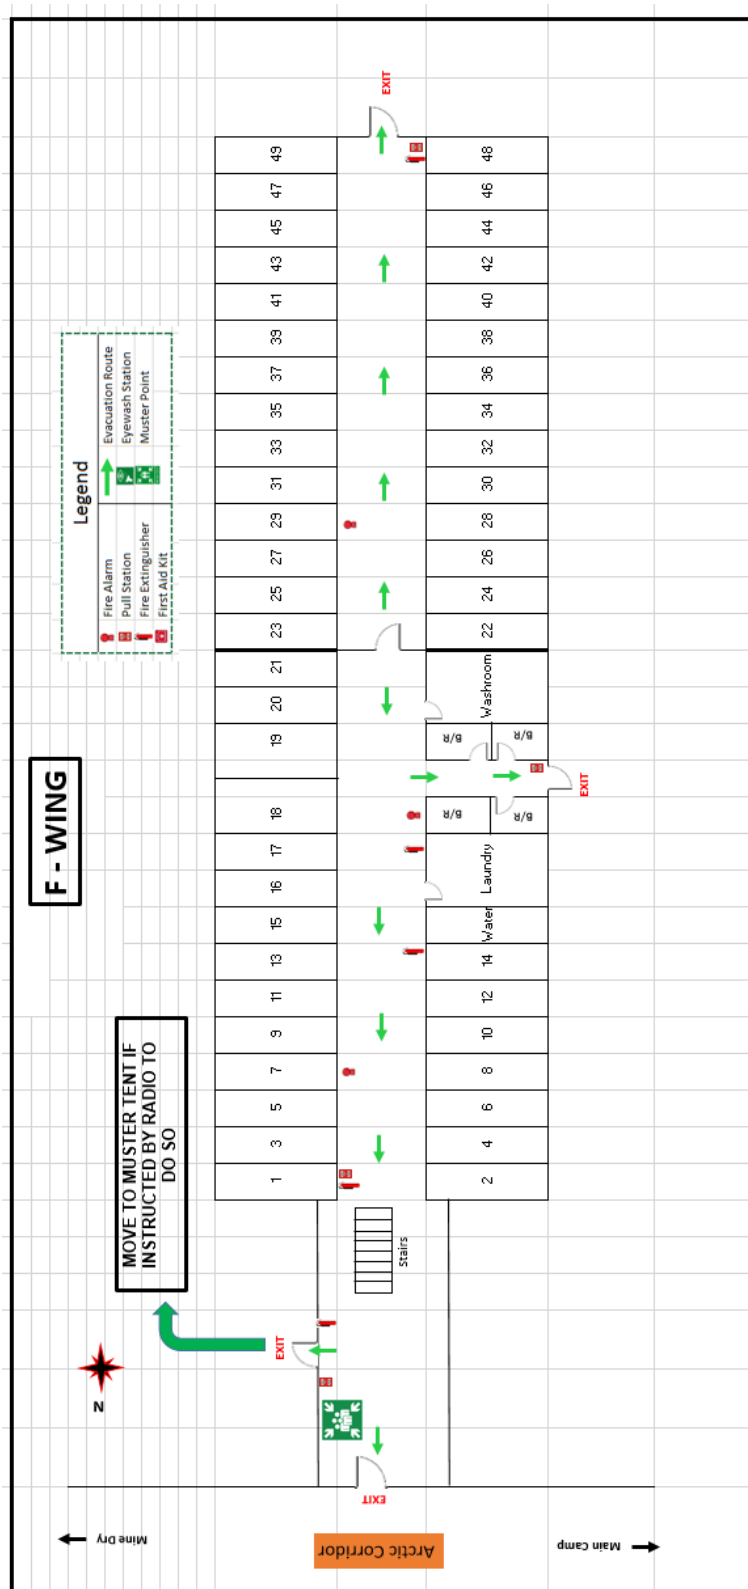 F - WING
Legend
Fire Alarm
Evacuation Route
Pull Station
Eyewash Station
Fire Extinguisher
Muster Point
First Aid Kit
MOVE TO MUSTER TENT IF
INSTRUCTED BY RADIO TO
DO SO
N
Mine Dry
EXIT
1 3 5 7 9 11 13 15 16 17 18 19 20 21 23 25 27 29 31 33 35 37 39 41 43 45 47 49
Arctic Corridor
EXIT
Stairs
EXIT
B/R B/R
2 4 6 8 10 12 14 Water Laundry Washroom 22 24 26 28 30 32 34 36 38 40 42 44 46 48
B/R B/R
EXIT
Main Camp